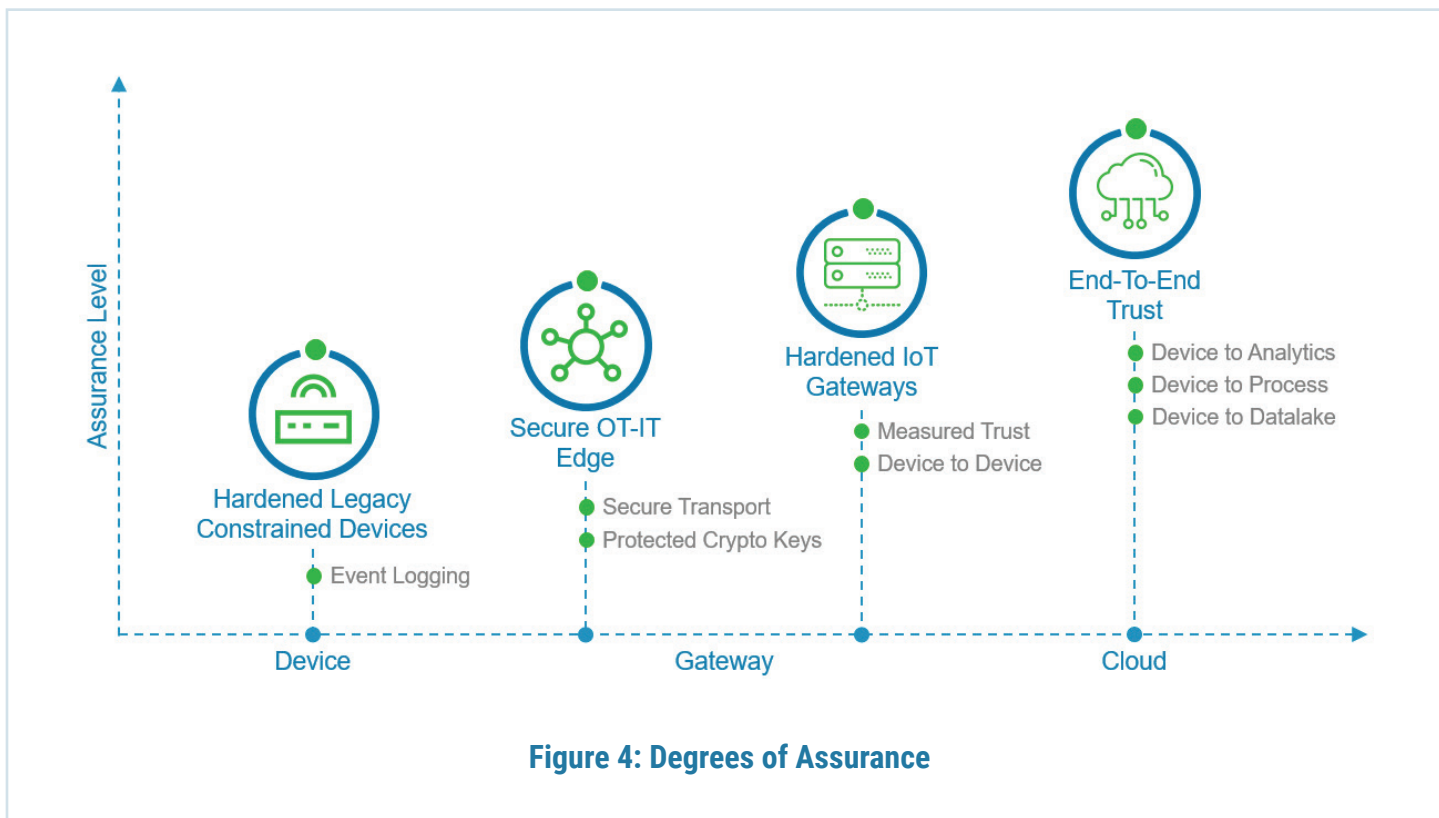 Assurance Level
Hardened Legacy
Constrained Devices
Event Logging
Secure OT-IT
Edge
Secure Transport
Protected Crypto Keys
Hardened IoT
Gateways
Measured Trust
Device to Device
End-To-End
Trust
Device to Analytics
Device to Process
Device to Datalake
Device
Gateway
Cloud
Figure 4: Degrees of Assurance